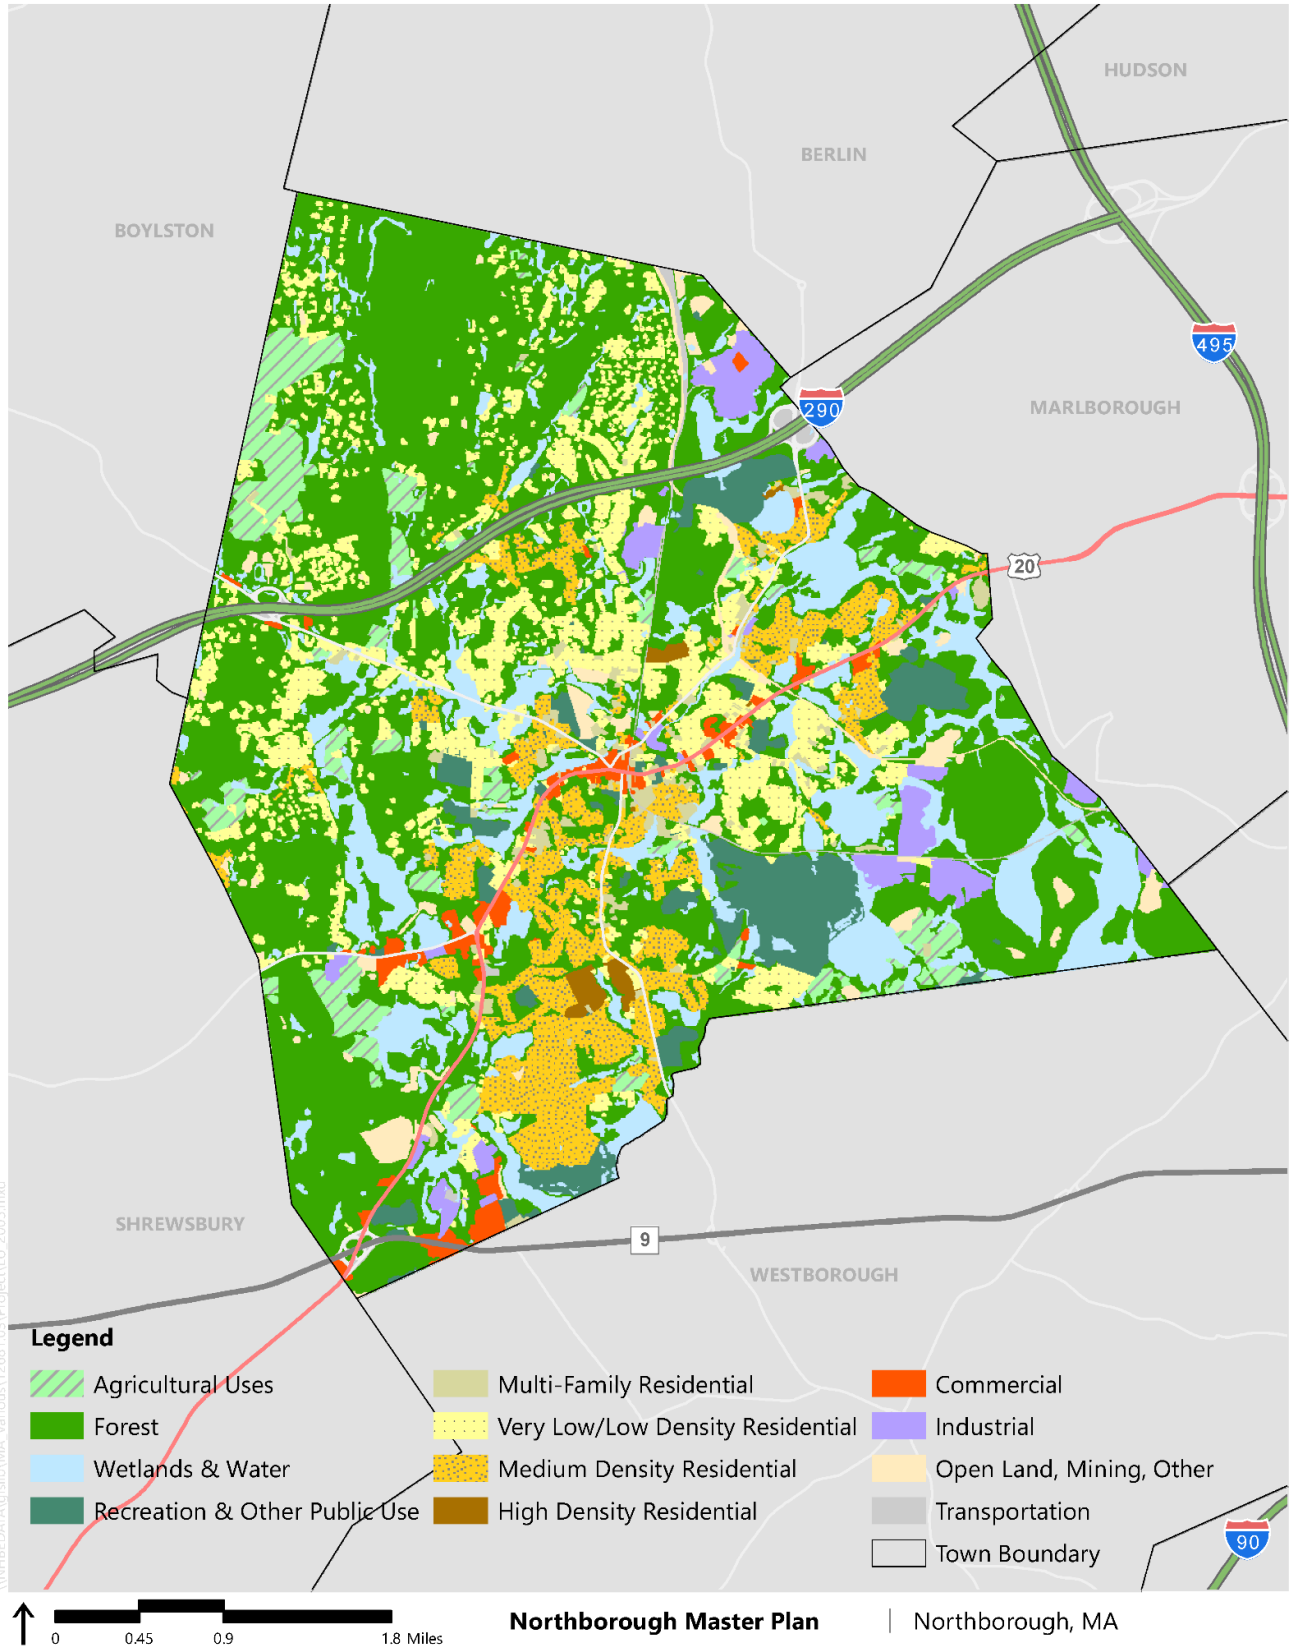 HUDSON
BERLIN
BOYLSTON
495
290
MARLBOROUGH
20
SHREWSBURY
9
WESTBOROUGH
Legend
Agricultural Uses
Forest
Wetlands & Water
Recreation & Other Public Use
Multi-Family Residential
Very Low/Low Density Residential
Medium Density Residential
High Density Residential
Commercial
Industrial
Open Land, Mining, Other
Transportation
Town Boundary
90
0 0.45 0.9 1.8 Miles
Northborough Master Plan | Northborough, MA